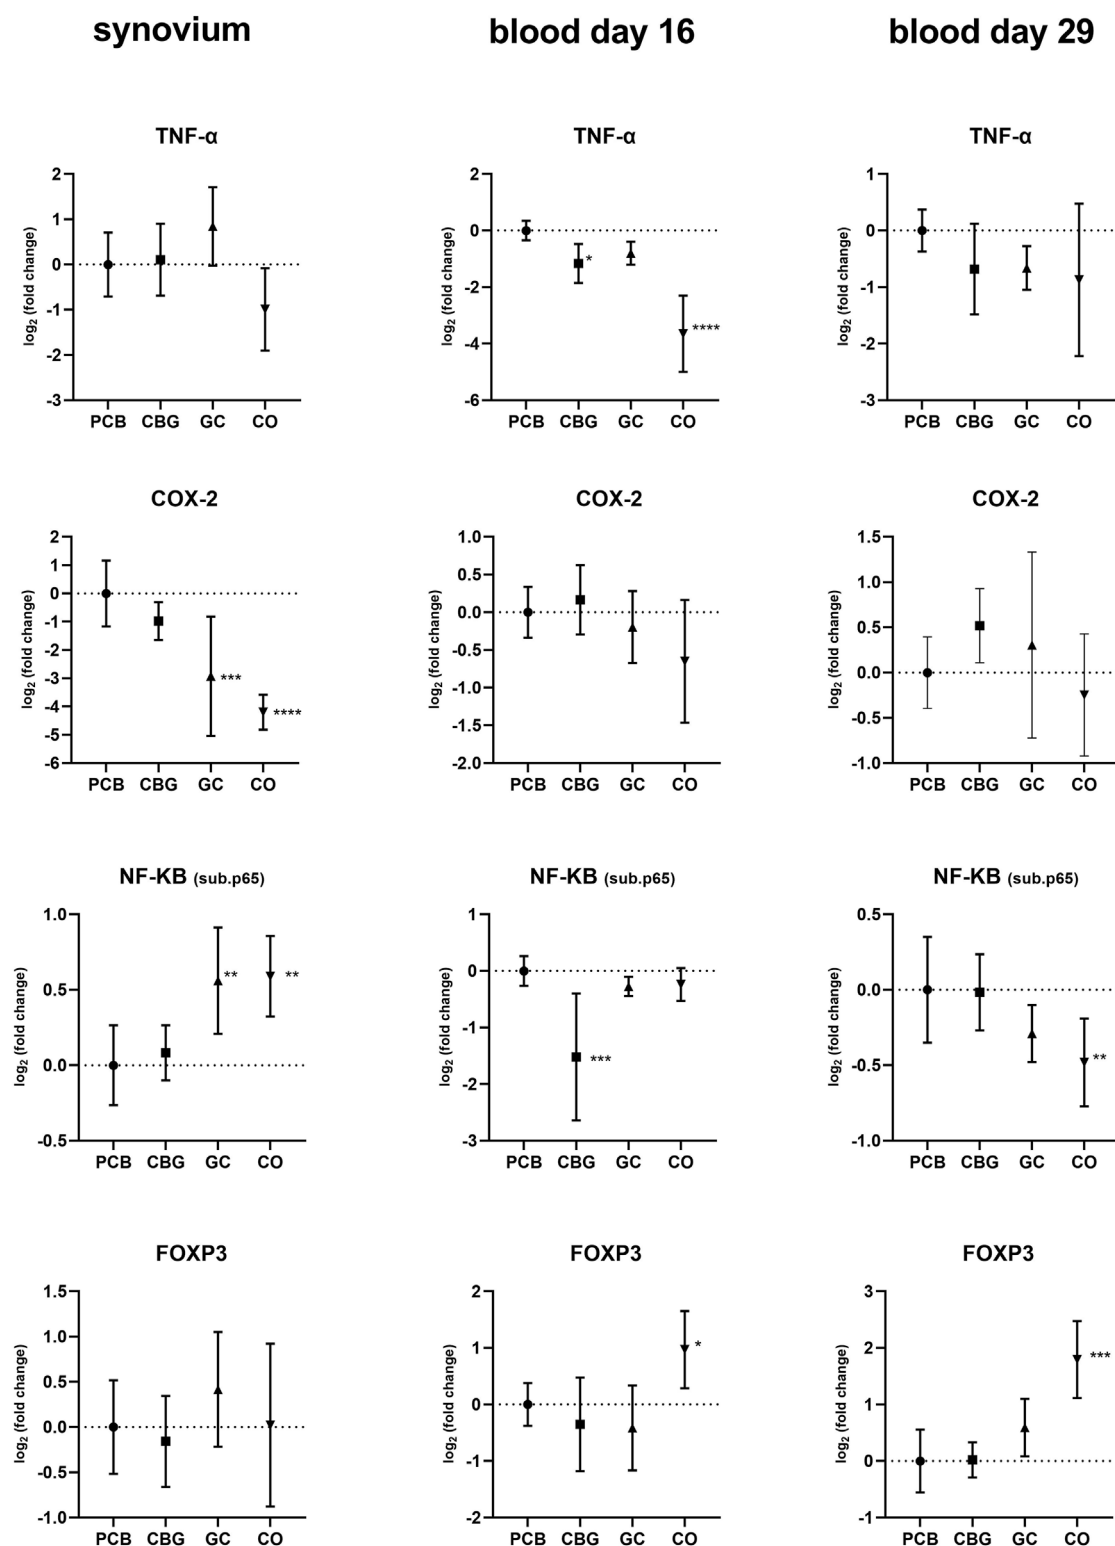 synovium blood day 16 blood day 29
TNF-α TNF-α TNF-α
log₂ (fold change)
2
1
0
-1
-2
-3
PCB CBG GC CO
log₂ (fold change)
2
0
-2
-4
-6
*
****
PCB CBG GC CO
log₂ (fold change)
1
0
-1
-2
-3
PCB CBG GC CO
COX-2 COX-2 COX-2
log₂ (fold change)
2
1
0
-1
-2
-3
-4
-5
-6
***
****
PCB CBG GC CO
log₂ (fold change)
1.0
0.5
0.0
-0.5
-1.0
-1.5
-2.0
PCB CBG GC CO
log₂ (fold change)
1.5
1.0
0.5
0.0
-0.5
-1.0
PCB CBG GC CO
NF-KB (sub.p65) NF-KB (sub.p65) NF-KB (sub.p65)
log₂ (fold change)
1.0
0.5
0.0
-0.5
**
**
PCB CBG GC CO
log₂ (fold change)
1
0
-1
-2
-3
***
PCB CBG GC CO
log₂ (fold change)
0.5
0.0
-0.5
-1.0
**
PCB CBG GC CO
FOXP3 FOXP3 FOXP3
log₂ (fold change)
1.5
1.0
0.5
0.0
-0.5
-1.0
PCB CBG GC CO
log₂ (fold change)
2
1
0
-1
-2
*
PCB CBG GC CO
log₂ (fold change)
3
2
1
0
-1
***
PCB CBG GC CO